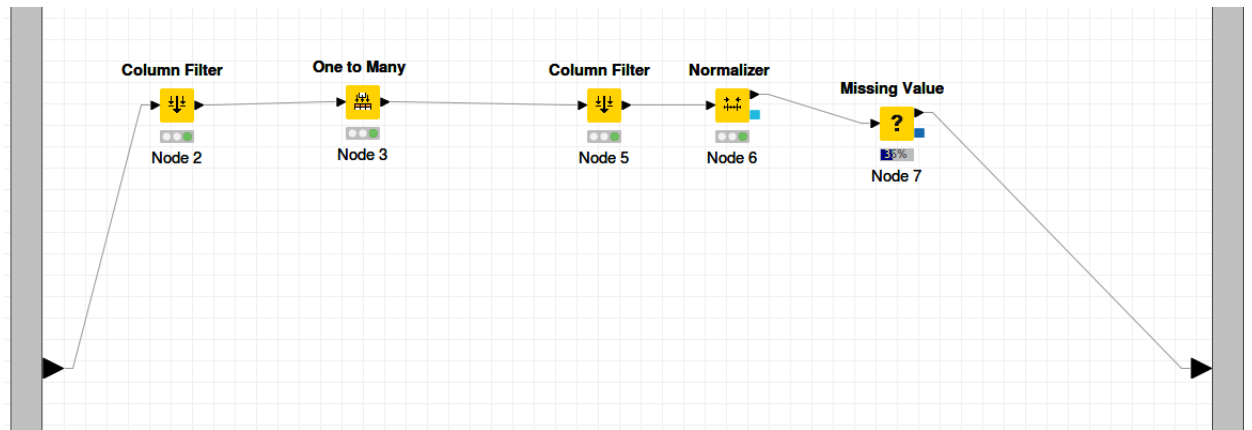 Column Filter
Node 2
One to Many
Node 3
Column Filter
Node 5
Normalizer
Node 6
Missing Value
?
35%
Node 7